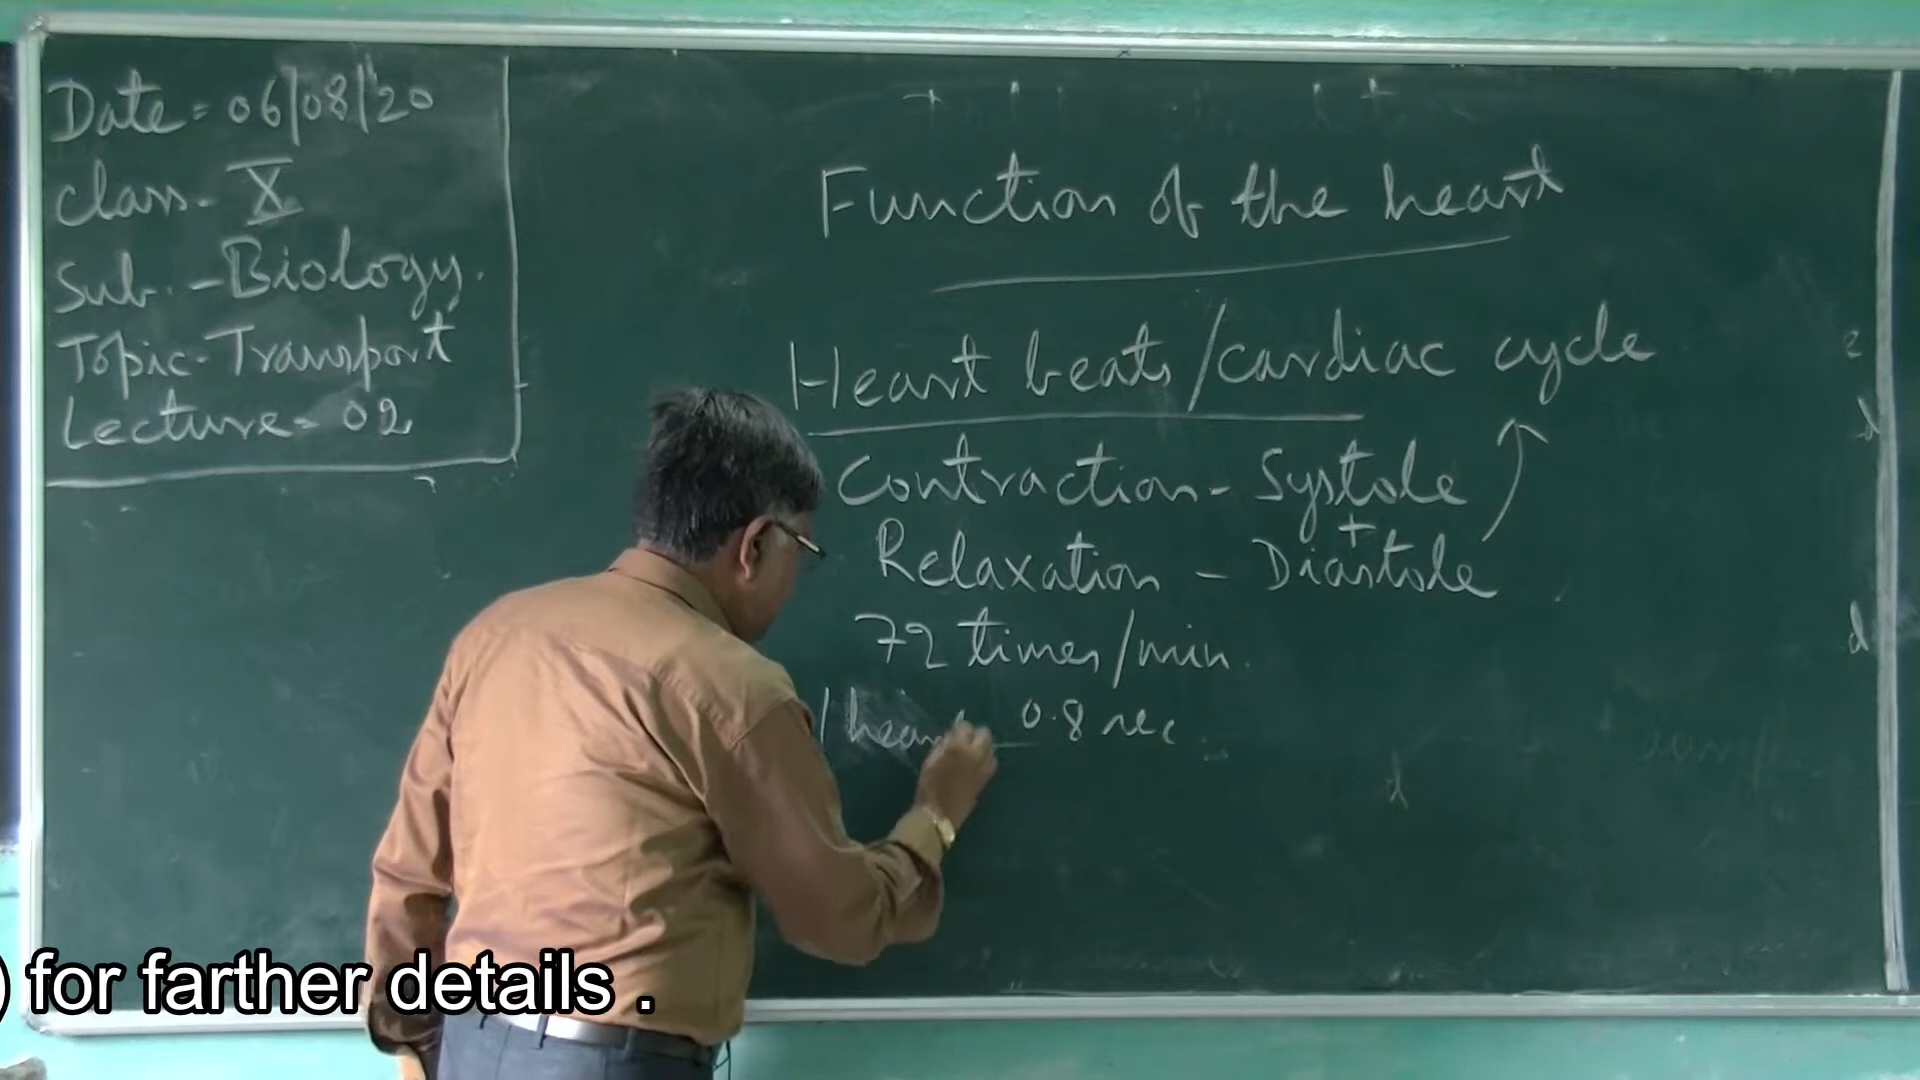 Date = 06/08/20
Class - X
Sub. - Biology.
Topic - Transport
Lecture - 02
Function of the heart
Heart beats/cardiac cycle
Contraction - Systole
+
Relaxation - Diastole
72 times/min.
1 0.8 sec
) for farther details .